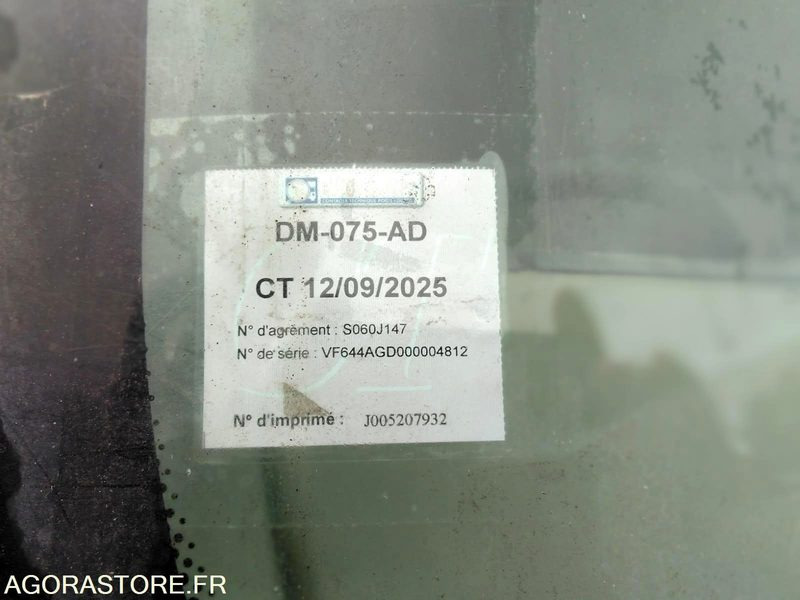 DM-075-AD
CT 12/09/2025
N° d'agrément : S060J147
N° de série : VF644AGD000004812
N° d'imprimé : J005207932
AGORASTORE.FR